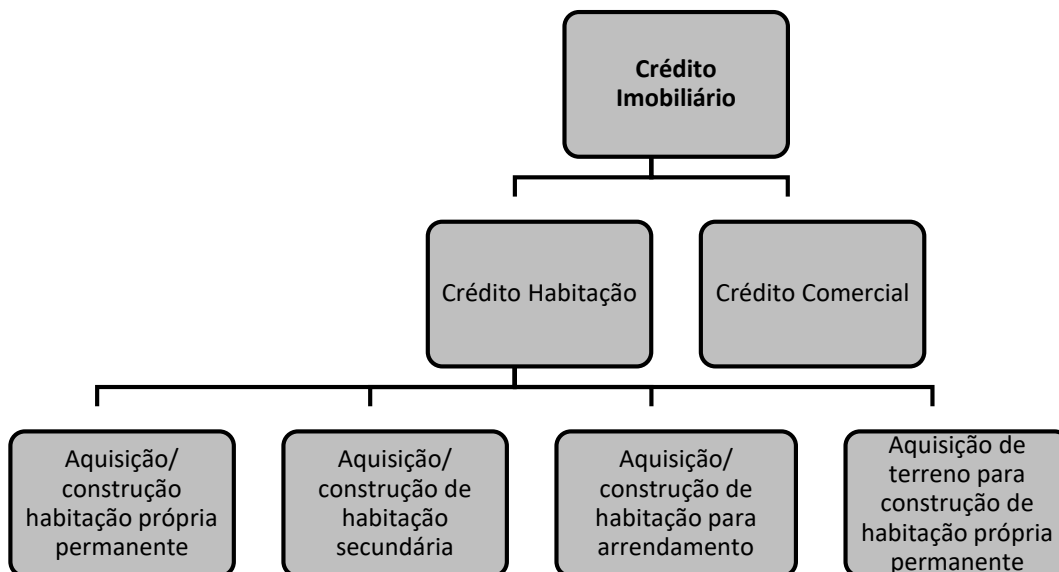 Crédito
Imobiliário
Crédito Habitação
Crédito Comercial
Aquisição/
construção
habitação própria
permanente
Aquisição/
construção de
habitação
secundária
Aquisição/
construção de
habitação para
arrendamento
Aquisição de
terreno para
construção de
habitação própria
permanente